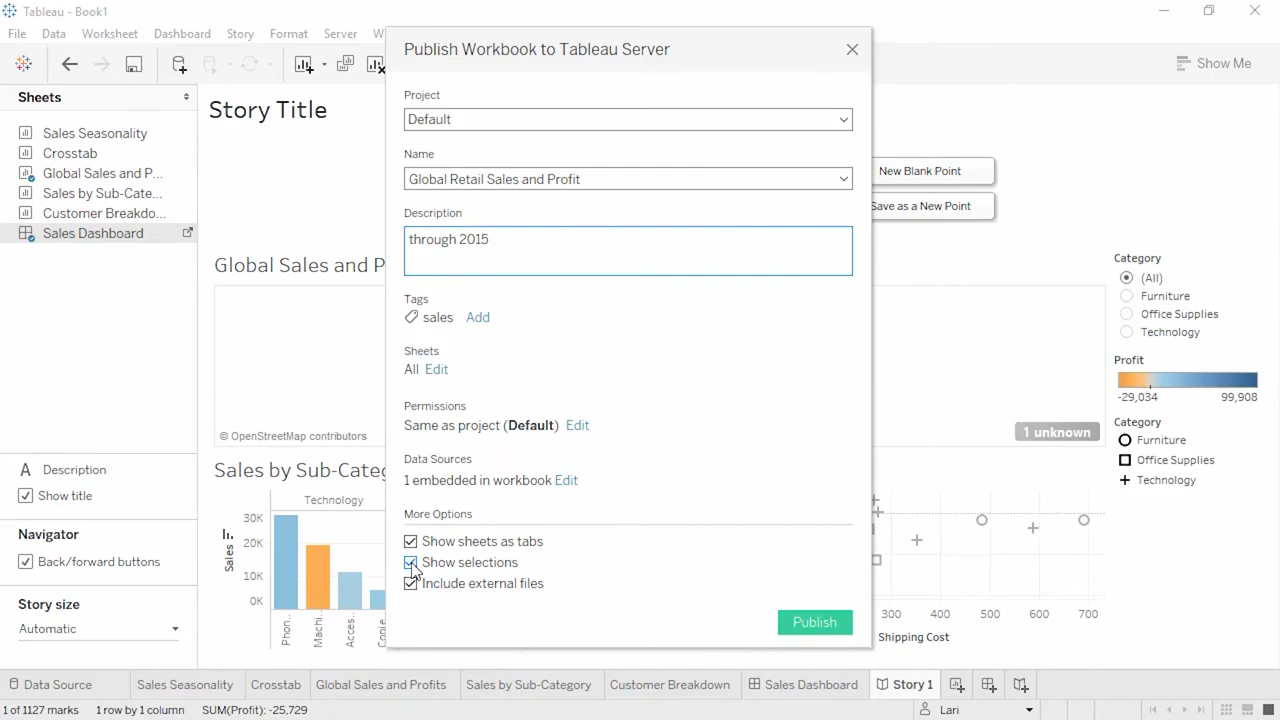 Tableau - Book1
File Data Worksheet Dashboard Story Format Server W
Show Me
Sheets
Sales Seasonality
Crosstab
Global Sales and P...
Sales by Sub-Cate...
Customer Breakdo...
Sales Dashboard
A Description
Show title
Navigator
Back/forward buttons
Story size
Automatic
Story Title
Global Sales and P
© OpenStreetMap contributors
Sales by Sub-Categ
Technology
Sales
30K
20K
10K
0K
Phon..
Machi..
Acces..
Copie
Publish Workbook to Tableau Server
Project
Default
Name
Global Retail Sales and Profit
Description
through 2015
Tags
sales Add
Sheets
All Edit
Permissions
Same as project (Default) Edit
Data Sources
1 embedded in workbook Edit
More Options
Show sheets as tabs
Show selections
Include external files
Publish
New Blank Point
Save as a New Point
1 unknown
300 400 500 600 700
Shipping Cost
Category
(All)
Furniture
Office Supplies
Technology
Profit
-29,034 99,908
Category
Furniture
Office Supplies
Technology
Data Source Sales Seasonality Crosstab Global Sales and Profits Sales by Sub-Category Customer Breakdown Sales Dashboard Story 1
1 of 1127 marks 1 row by 1 column SUM(Profit): -25,729 Lari